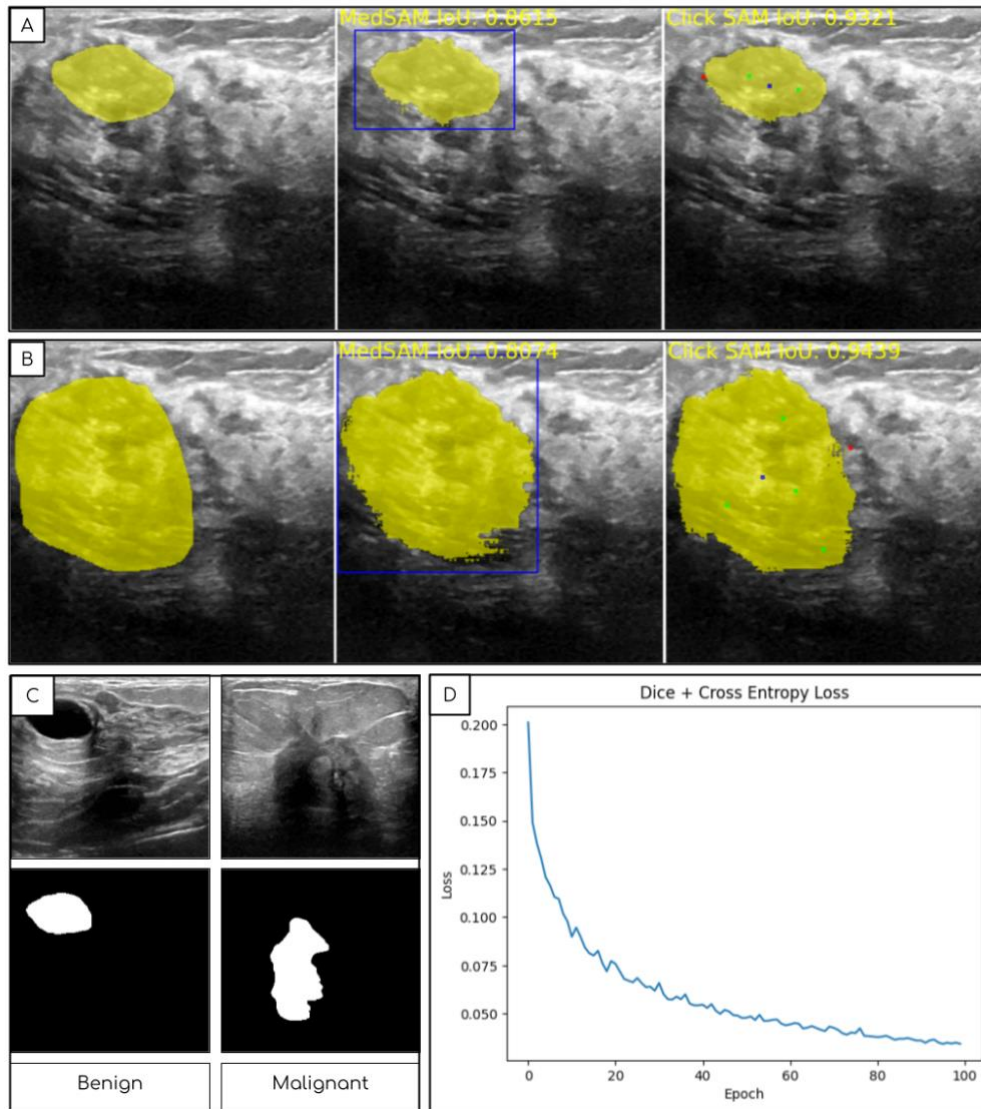 A
MedSAM IoU: 0.8615
Click SAM IoU: 0.9321
B
MedSAM IoU: 0.8074
Click SAM IoU: 0.9439
C
Benign
Malignant
D
Dice + Cross Entropy Loss
Loss
0.200
0.175
0.150
0.125
0.100
0.075
0.050
0 20 40 60 80 100
Epoch